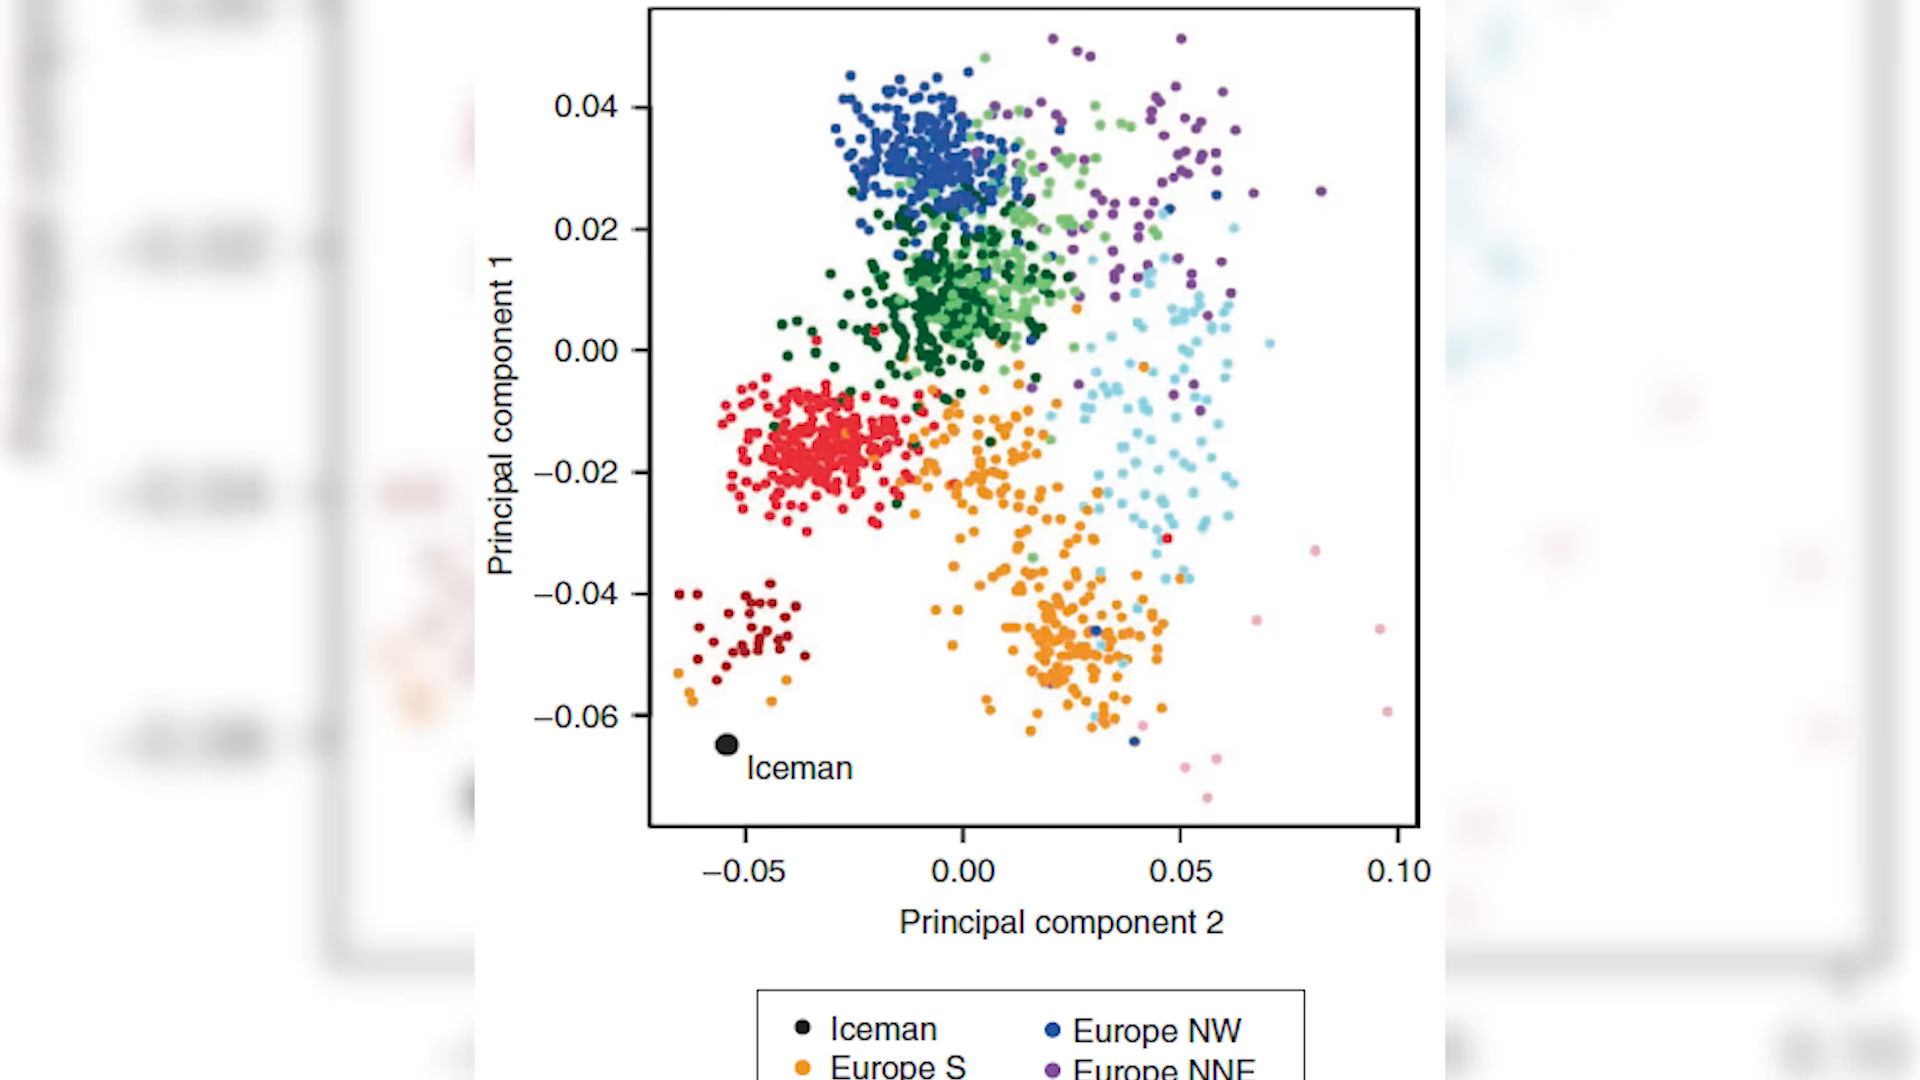 0.04
0.02
0.00
−0.02
−0.04
−0.06
Principal component 1
Iceman
−0.05 0.00 0.05 0.10
Principal component 2
Iceman
Europe NW
Europe S
Europe NNE